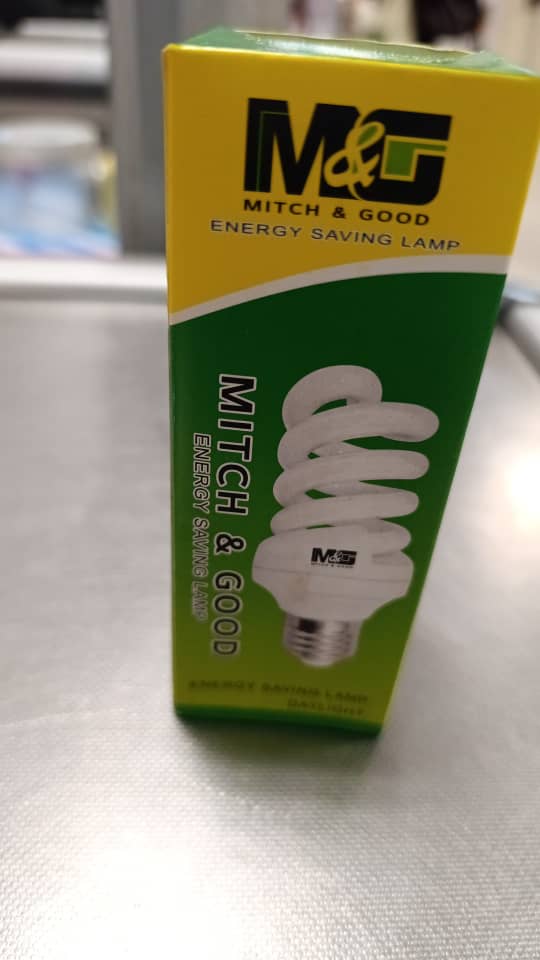 M&G
MITCH & GOOD
ENERGY SAVING LAMP
MITCH & GOOD
ENERGY SAVING LAMP
M&G
MITCH & GOOD
ENERGY SAVING LAMP
DAYLIGHT